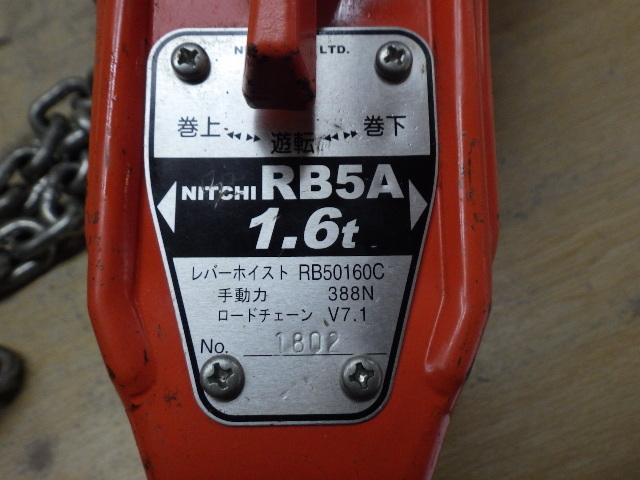 LTD.
巻上 遊転 巻下
NITCHI RB5A
1.6t
レバーホイスト RB50160C
手動力 388N
ロードチェーン V7.1
No. 1802